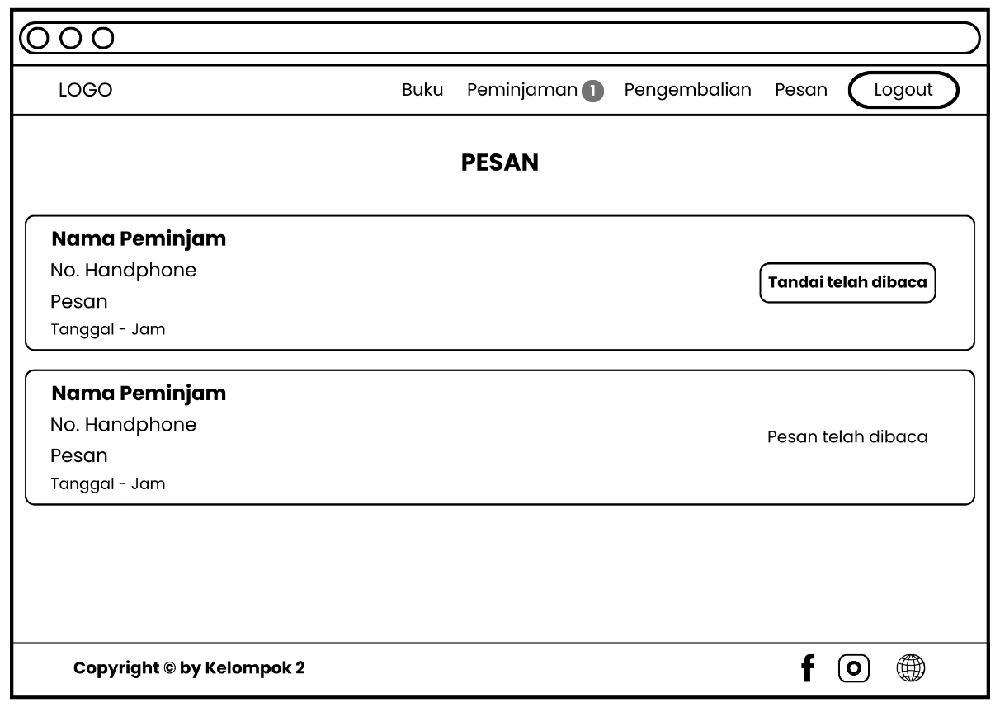 LOGO Buku Peminjaman 1 Pengembalian Pesan Logout
PESAN
Nama Peminjam
No. Handphone
Pesan
Tanggal - Jam
Tandai telah dibaca
Nama Peminjam
No. Handphone
Pesan
Tanggal - Jam
Pesan telah dibaca
Copyright © by Kelompok 2